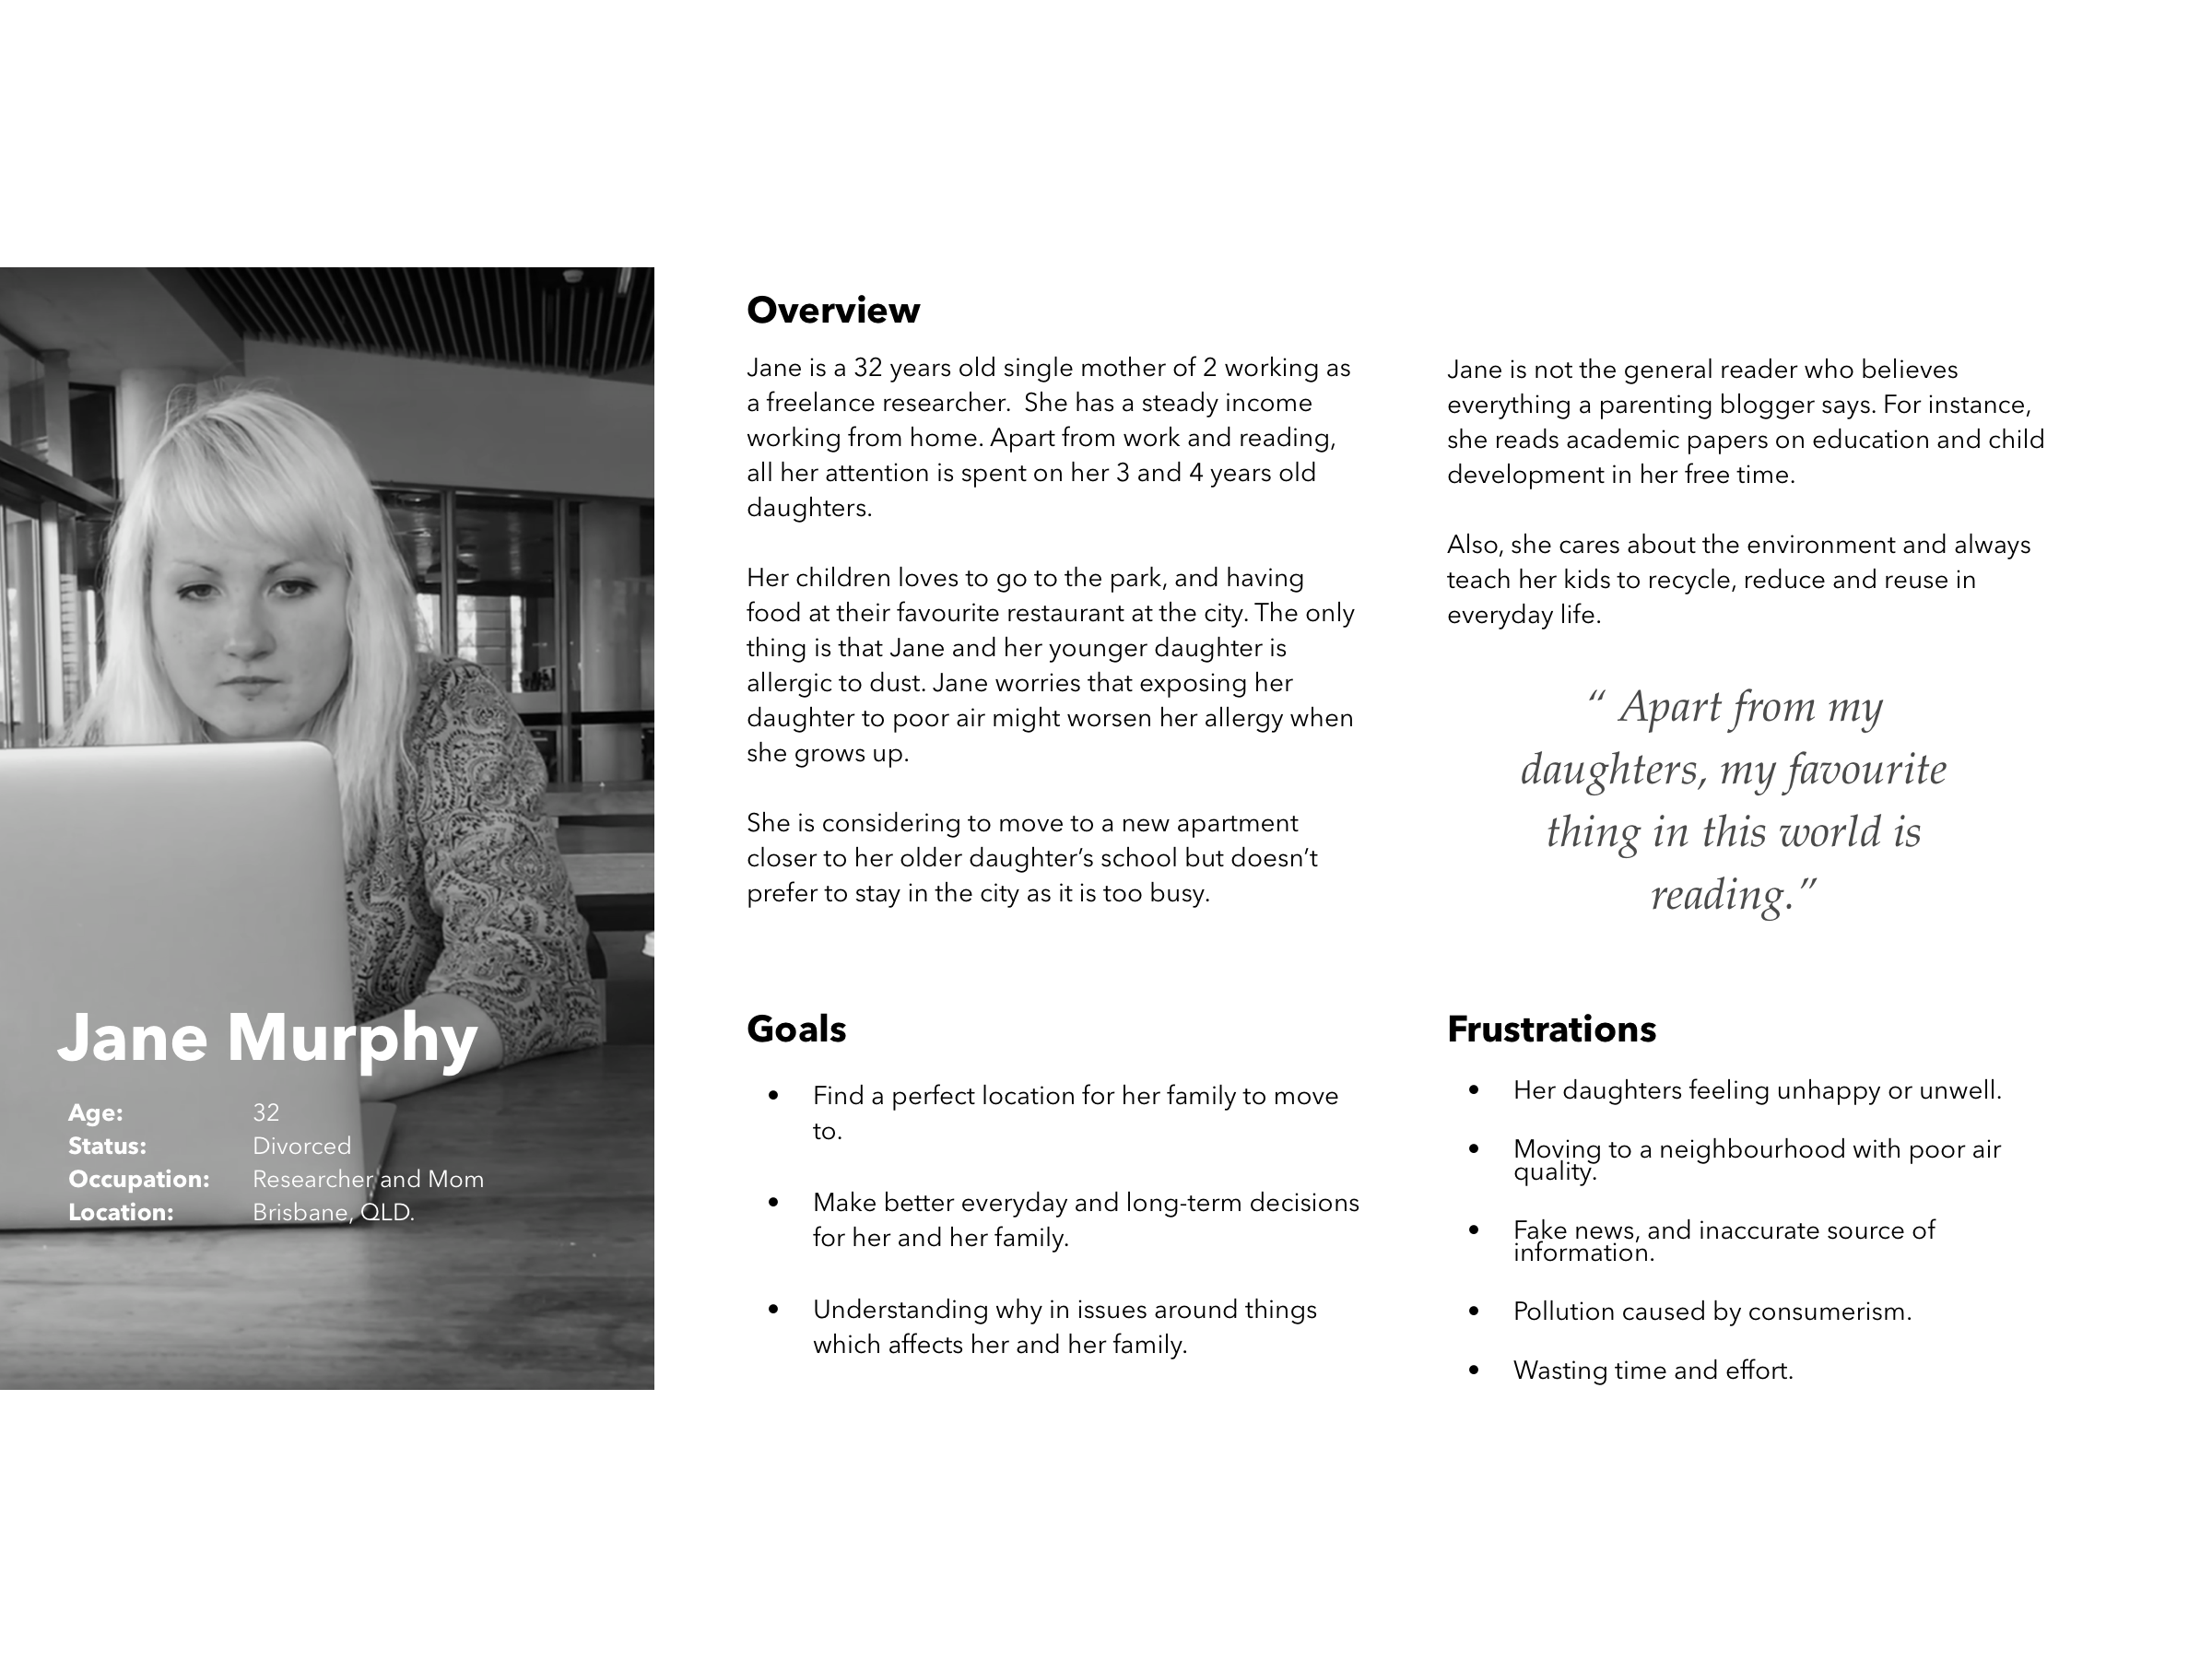 Jane Murphy
Age: 32
Status: Divorced
Occupation: Researcher and Mom
Location: Brisbane, QLD.
Overview
Jane is a 32 years old single mother of 2 working as
a freelance researcher.  She has a steady income
working from home. Apart from work and reading,
all her attention is spent on her 3 and 4 years old
daughters.
Her children loves to go to the park, and having
food at their favourite restaurant at the city. The only
thing is that Jane and her younger daughter is
allergic to dust. Jane worries that exposing her
daughter to poor air might worsen her allergy when
she grows up.
She is considering to move to a new apartment
closer to her older daughter’s school but doesn’t
prefer to stay in the city as it is too busy.
Jane is not the general reader who believes
everything a parenting blogger says. For instance,
she reads academic papers on education and child
development in her free time.
Also, she cares about the environment and always
teach her kids to recycle, reduce and reuse in
everyday life.
“ Apart from my
daughters, my favourite
thing in this world is
reading.”
Goals
• Find a perfect location for her family to move
to.
• Make better everyday and long-term decisions
for her and her family.
• Understanding why in issues around things
which affects her and her family.
Frustrations
• Her daughters feeling unhappy or unwell.
• Moving to a neighbourhood with poor air
quality.
• Fake news, and inaccurate source of
information.
• Pollution caused by consumerism.
• Wasting time and effort.